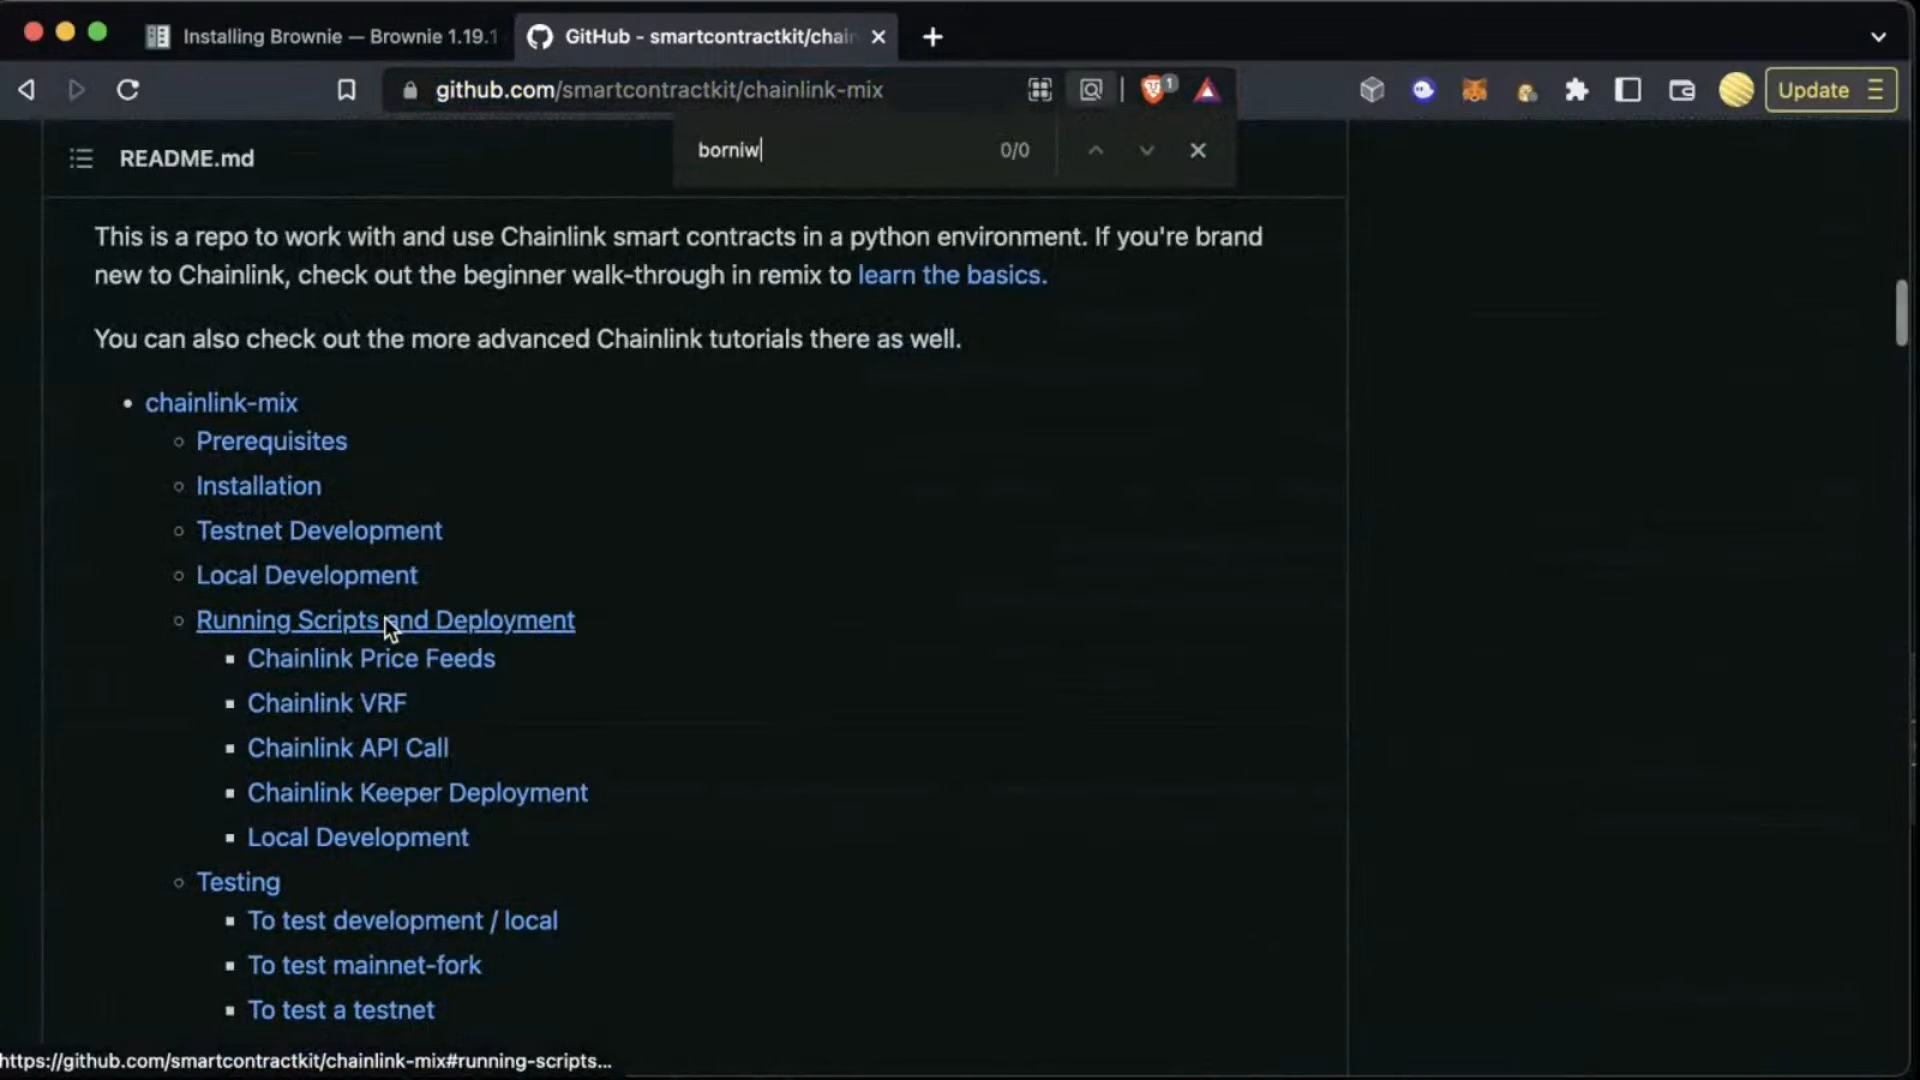 Installing Brownie — Brownie 1.19.1
GitHub - smartcontractkit/chai
github.com/smartcontractkit/chainlink-mix
1
Update
borniw
0/0
README.md
This is a repo to work with and use Chainlink smart contracts in a python environment. If you're brand
new to Chainlink, check out the beginner walk-through in remix to learn the basics.
You can also check out the more advanced Chainlink tutorials there as well.
chainlink-mix
Prerequisites
Installation
Testnet Development
Local Development
Running Scripts and Deployment
Chainlink Price Feeds
Chainlink VRF
Chainlink API Call
Chainlink Keeper Deployment
Local Development
Testing
To test development / local
To test mainnet-fork
To test a testnet
https://github.com/smartcontractkit/chainlink-mix#running-scripts...